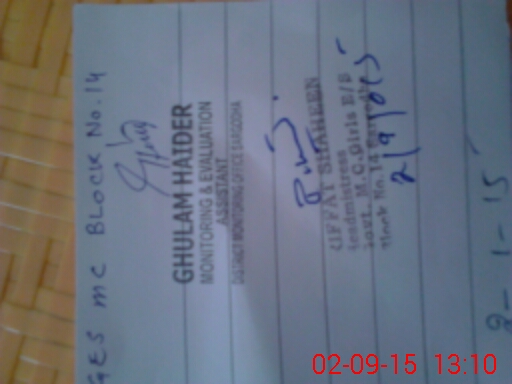 GES MC BLOCK No. 14
GHULAM HAIDER
MONITORING & EVALUATION
ASSISTANT
DISTRICT MONITORING OFFICE SARGODHA
IFFAT SHAHEEN
Headmistress
Govt. M.C. Girls E/S
Block No. 14 Sargodha
2/9/015
2-1-15
02-09-15 13:10